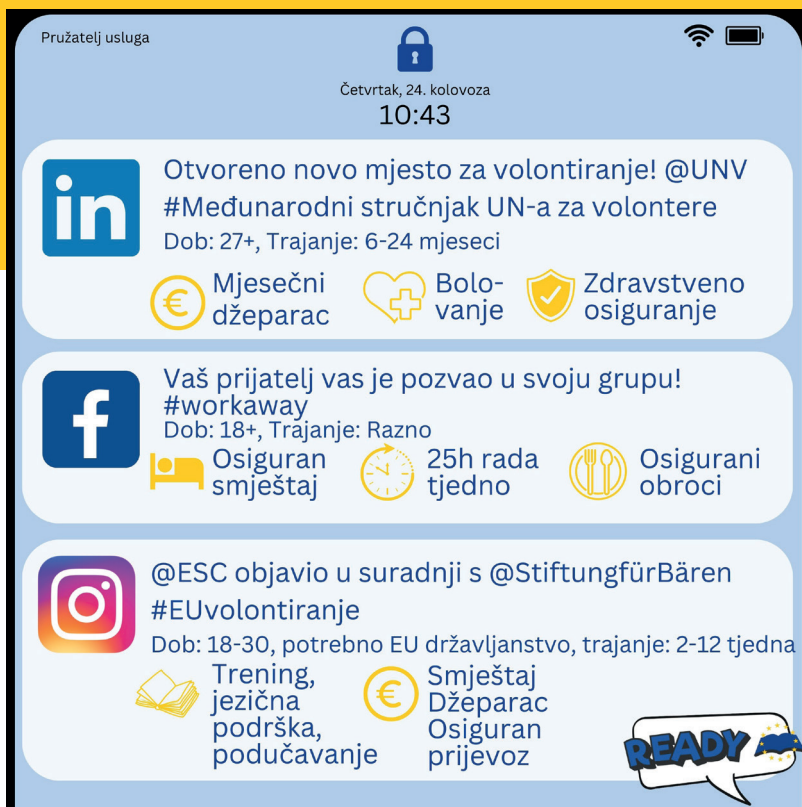 Pružatelj usluga
Četvrtak, 24. kolovoza
10:43
in
Otvoreno novo mjesto za volontiranje! @UNV
#Međunarodni stručnjak UN-a za volontere
Dob: 27+, Trajanje: 6-24 mjeseci
€
Mjesečni
džeparac
Bolo-
vanje
Zdravstveno
osiguranje
f
Vaš prijatelj vas je pozvao u svoju grupu!
#workaway
Dob: 18+, Trajanje: Razno
Osiguran
smještaj
25h rada
tjedno
Osigurani
obroci
@ESC objavio u suradnji s @StiftungfürBären
#EUvolontiranje
Dob: 18-30, potrebno EU državljanstvo, trajanje: 2-12 tjedna
Trening,
jezična
podrška,
podučavanje
€
Smještaj
Džeparac
Osiguran
prijevoz
READY